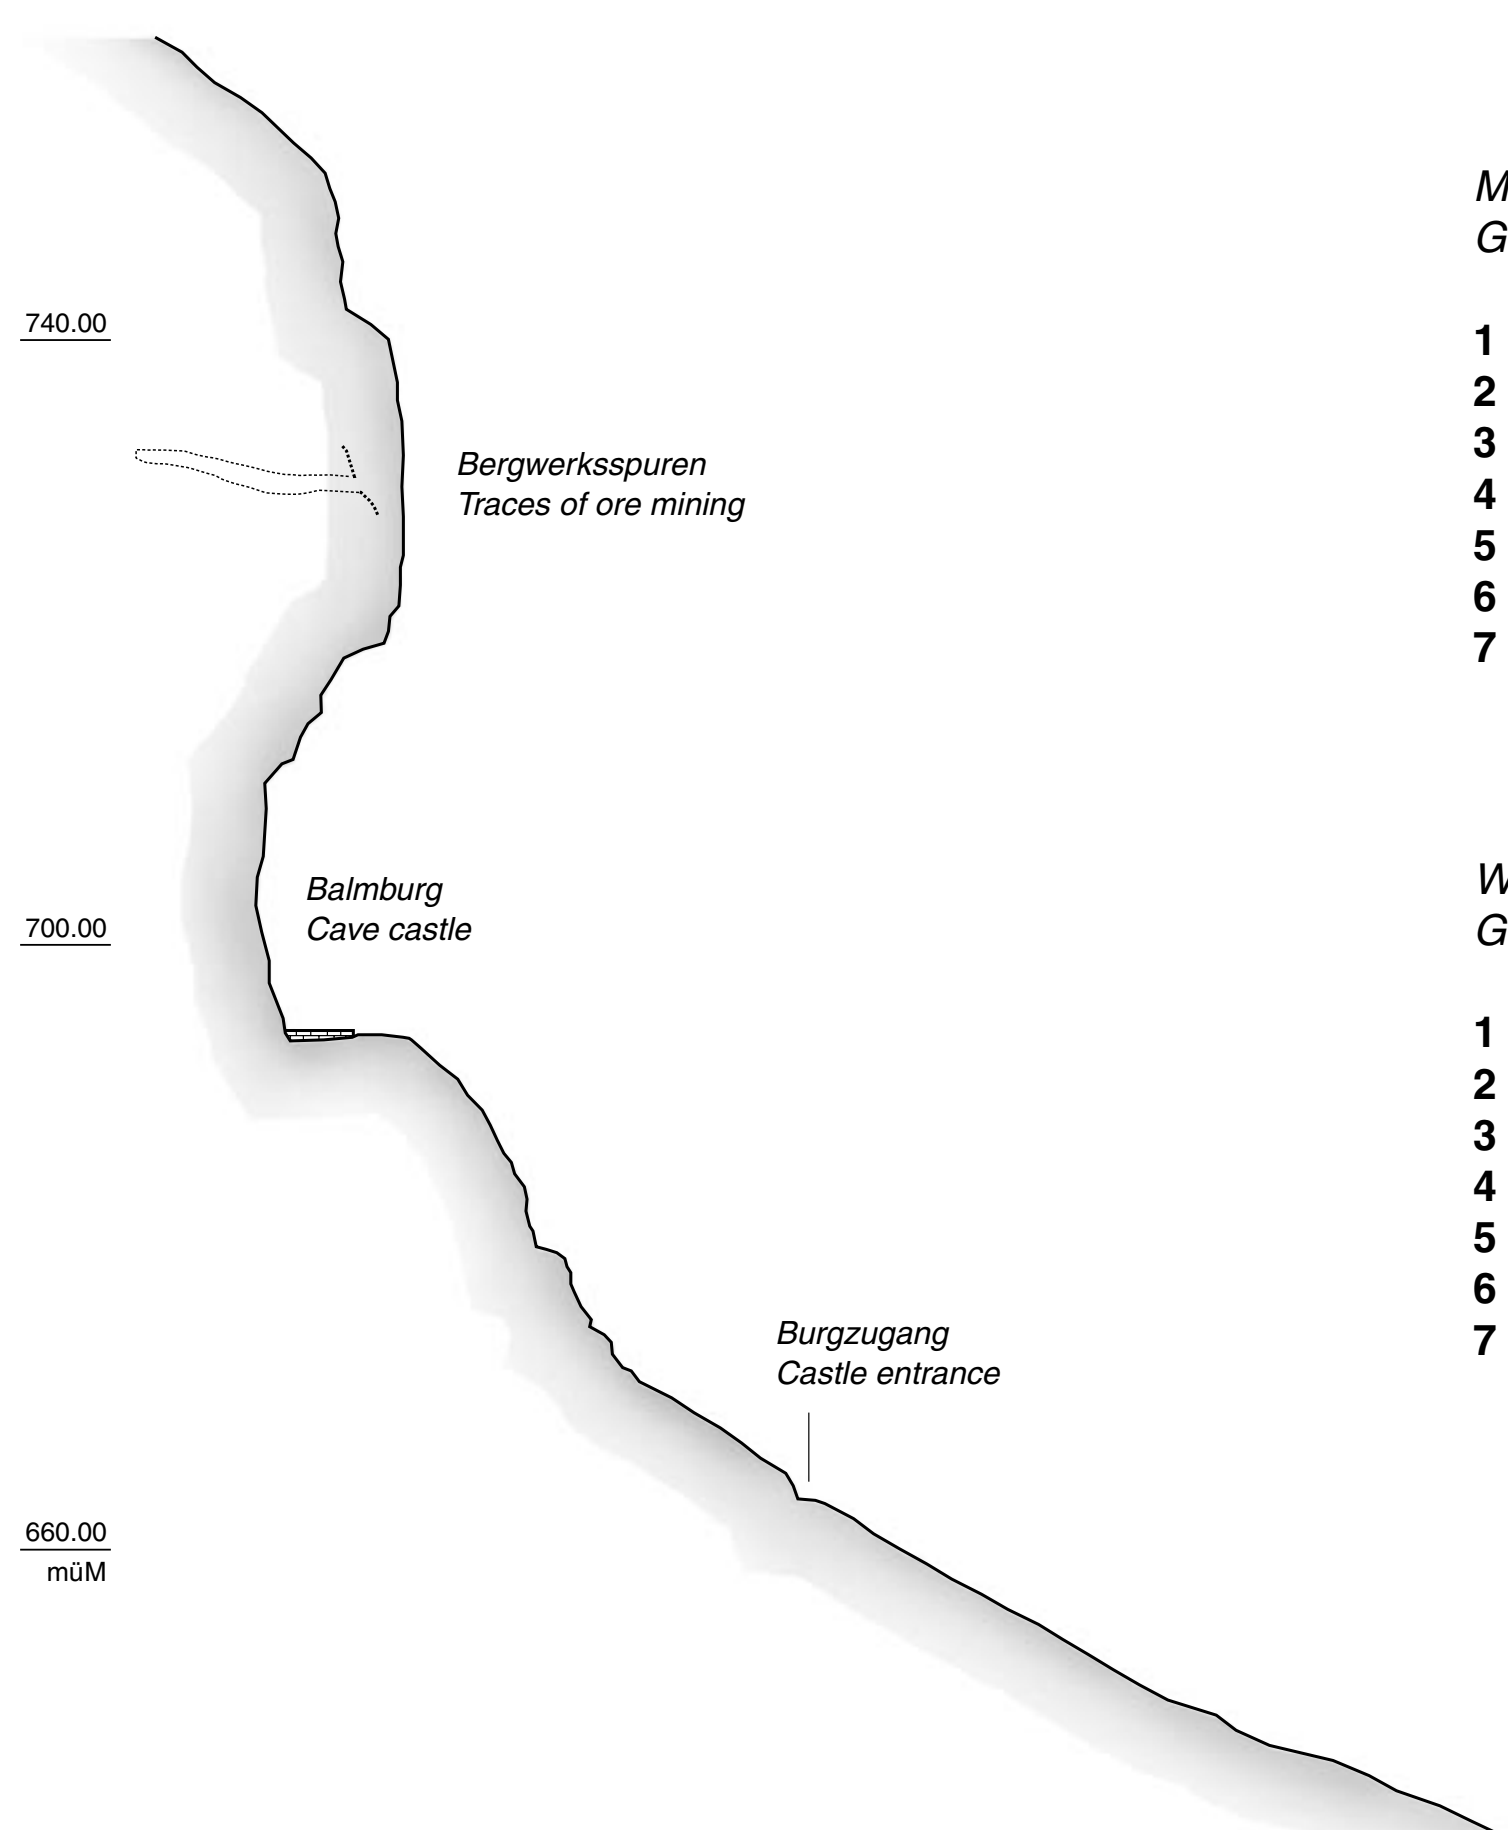 740.00
Bergwerksspuren
Traces of ore mining
Balmburg
Cave castle
700.00
Burgzugang
Castle entrance
660.00
müM
M
G
1
2
3
4
5
6
7
W
G
1
2
3
4
5
6
7